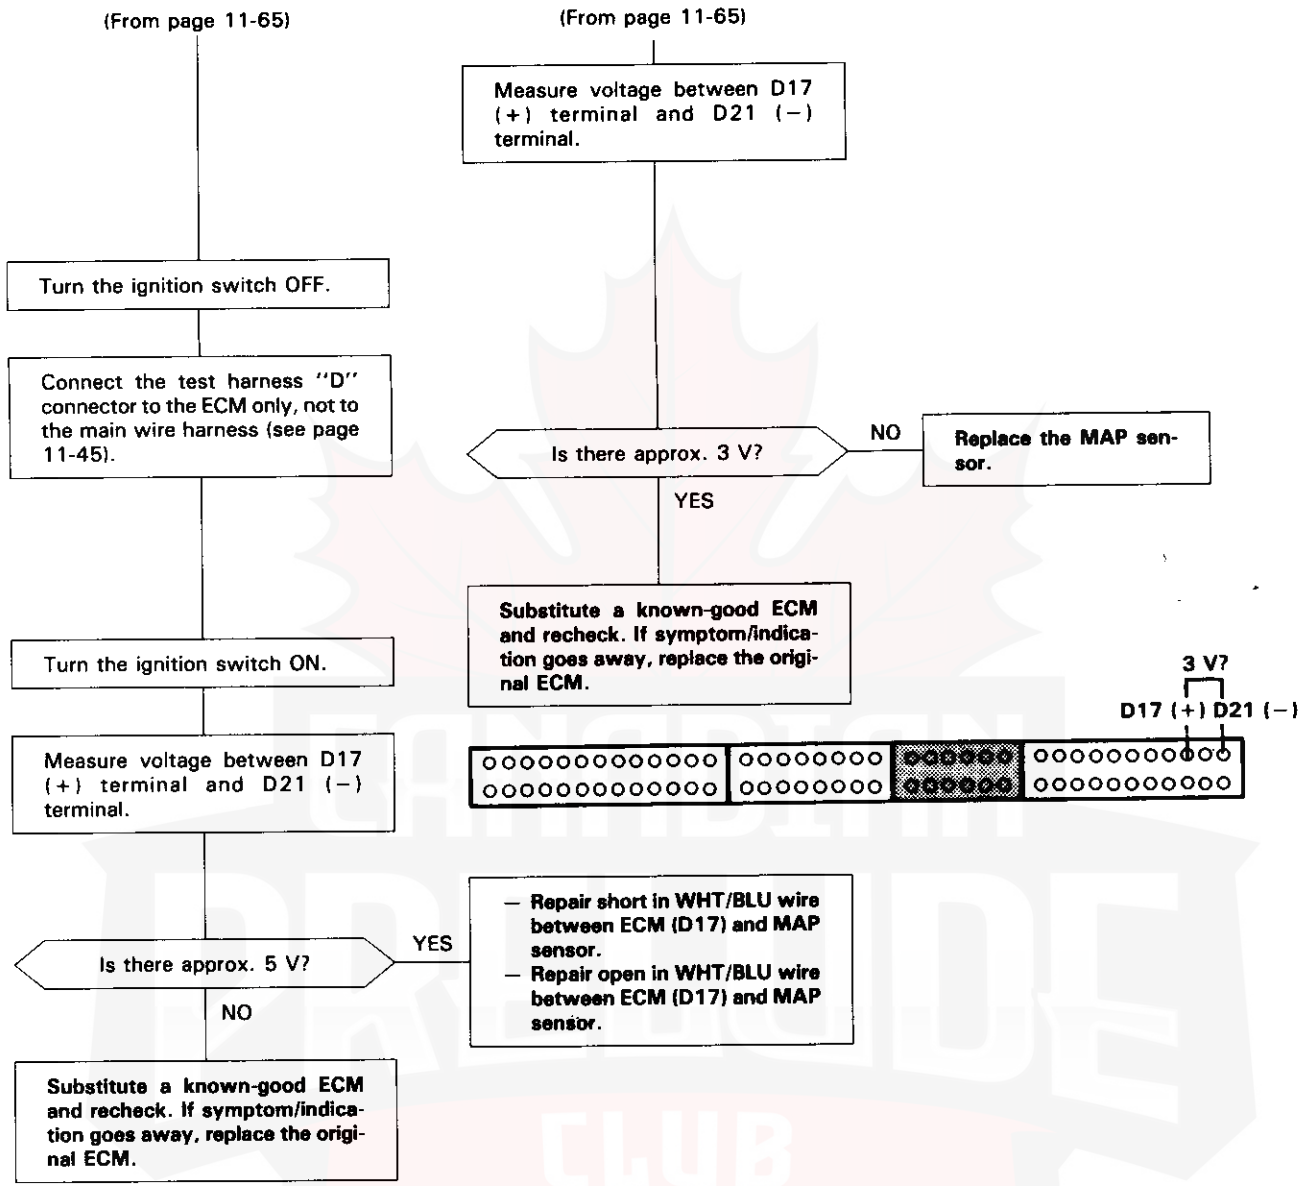 (From page 11-65)
Turn the ignition switch OFF.
Connect the test harness "D"
connector to the ECM only, not to
the main wire harness (see page
11-45).
Turn the ignition switch ON.
Measure voltage between D17
(+) terminal and D21 (−)
terminal.
Is there approx. 5 V?
YES
— Repair short in WHT/BLU wire
between ECM (D17) and MAP
sensor.
— Repair open in WHT/BLU wire
between ECM (D17) and MAP
sensor.
NO
Substitute a known-good ECM
and recheck. If symptom/indica-
tion goes away, replace the origi-
nal ECM.
(From page 11-65)
Measure voltage between D17
(+) terminal and D21 (−)
terminal.
Is there approx. 3 V?
NO
Replace the MAP sen-
sor.
YES
Substitute a known-good ECM
and recheck. If symptom/indica-
tion goes away, replace the origi-
nal ECM.
3 V?
D17 (+) D21 (−)
CANADIAN
PRELUDE
CLUB